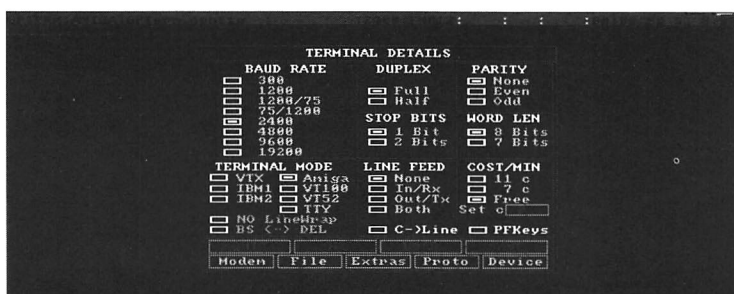 TERMINAL DETAILS
BAUD RATE DUPLEX PARITY
300 None
1200 Full Even
1200/75 Half Odd
75/1200
2400 STOP BITS WORD LEN
4800 1 Bit 8 Bits
9600 2 Bits 7 Bits
19200
TERMINAL MODE LINE FEED COST/MIN
VTX Amiga None 11 c
IBM1 VT100 In/Rx 7 c
IBM2 VT52 Out/Tx Free
TTY Both Set c
NO LineWrap
BS <-> DEL C->Line PFKeys
Modem File Extras Proto Device